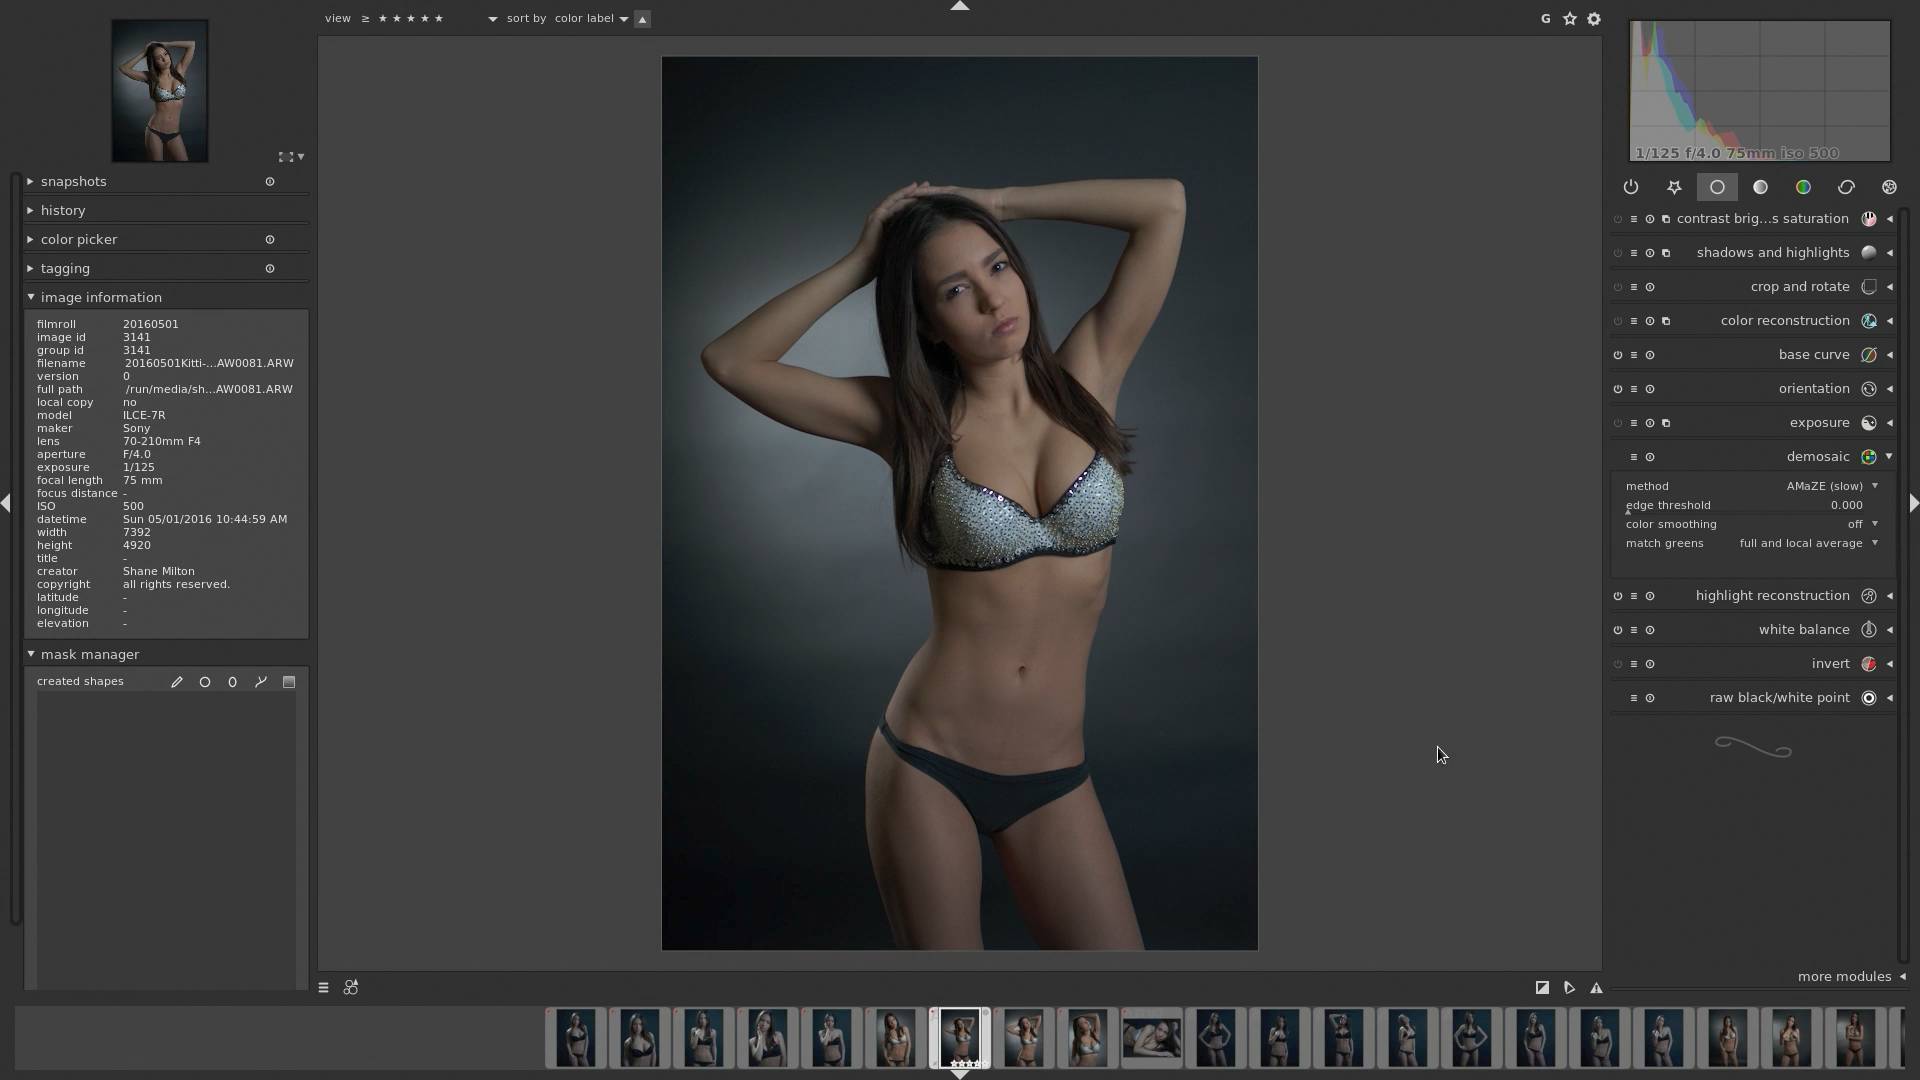 view ≥ ★ ★ ★ ★ ★ sort by color label
G
1/125 f/4.0 75mm iso 500
snapshots
history
color picker
tagging
image information
filmroll 20160501
image id 3141
group id 3141
filename 20160501Kitti-...AW0081.ARW
version 0
full path /run/media/sh...AW0081.ARW
local copy no
model ILCE-7R
maker Sony
lens 70-210mm F4
aperture F/4.0
exposure 1/125
focal length 75 mm
focus distance -
ISO 500
datetime Sun 05/01/2016 10:44:59 AM
width 7392
height 4920
title -
creator Shane Milton
copyright all rights reserved.
latitude -
longitude -
elevation -
mask manager
created shapes
contrast brig...s saturation
shadows and highlights
crop and rotate
color reconstruction
base curve
orientation
exposure
demosaic
method AMaZE (slow)
edge threshold 0.000
color smoothing off
match greens full and local average
highlight reconstruction
white balance
invert
raw black/white point
more modules